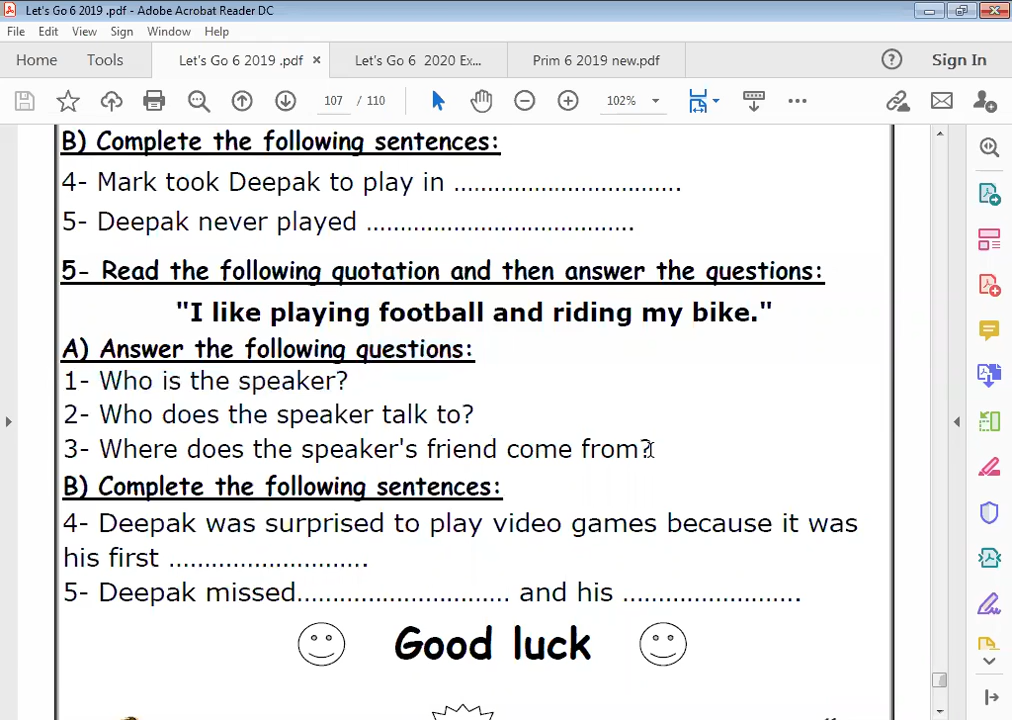 Let's Go 6 2019 .pdf - Adobe Acrobat Reader DC
File Edit View Sign Window Help
Home Tools Let's Go 6 2019 .pdf × Let's Go 6 2020 Ex... Prim 6 2019 new.pdf Sign In
107 / 110 102%
B) Complete the following sentences:
4- Mark took Deepak to play in ..................................
5- Deepak never played ........................................
5- Read the following quotation and then answer the questions:
"I like playing football and riding my bike."
A) Answer the following questions:
1- Who is the speaker?
2- Who does the speaker talk to?
3- Where does the speaker's friend come from?
B) Complete the following sentences:
4- Deepak was surprised to play video games because it was
his first ..............................
5- Deepak missed................................ and his ...........................
Good luck